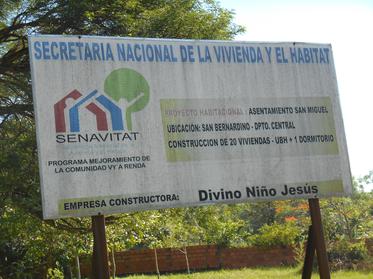 SECRETARIA NACIONAL DE LA VIVIENDA Y EL HABITAT
SENAVITAT
PROGRAMA MEJORAMIENTO DE
LA COMUNIDAD VY A RENDA
PROYECTO HABITACIONAL : ASENTAMIENTO SAN MIGUEL
UBICACIÓN: SAN BERNARDINO - DPTO. CENTRAL
CONSTRUCCION DE 20 VIVIENDAS - UBH + 1 DORMITORIO
EMPRESA CONSTRUCTORA: Divino Niño Jesús